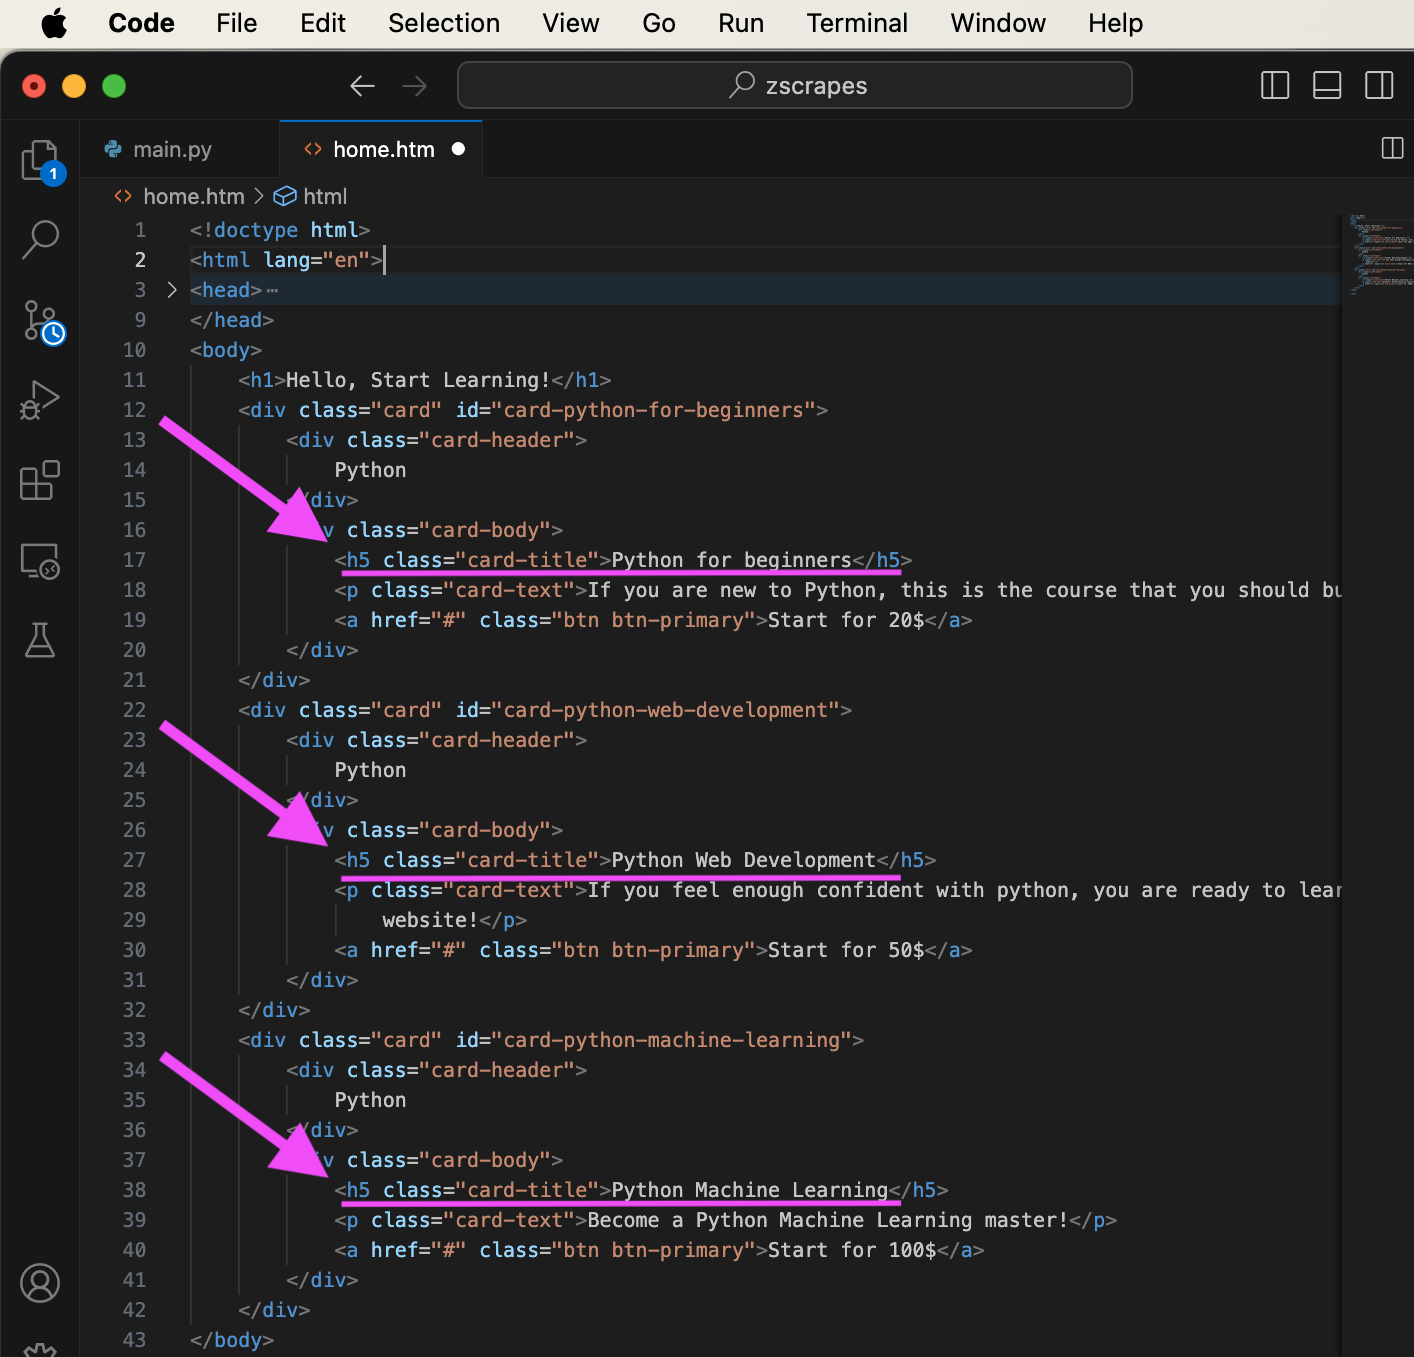 Code File Edit Selection View Go Run Terminal Window Help
zscrapes
main.py home.htm
1
home.htm > html
1 <!doctype html>
2 <html lang="en">
3 <head>
9 </head>
10 <body>
11 <h1>Hello, Start Learning!</h1>
12 <div class="card" id="card-python-for-beginners">
13 <div class="card-header">
14 Python
15 </div>
16 class="card-body">
17 <h5 class="card-title">Python for beginners</h5>
18 <p class="card-text">If you are new to Python, this is the course that you should bu
19 <a href="#" class="btn btn-primary">Start for 20$</a>
20 </div>
21 </div>
22 <div class="card" id="card-python-web-development">
23 <div class="card-header">
24 Python
25 </div>
26 class="card-body">
27 <h5 class="card-title">Python Web Development</h5>
28 <p class="card-text">If you feel enough confident with python, you are ready to lear
29 website!</p>
30 <a href="#" class="btn btn-primary">Start for 50$</a>
31 </div>
32 </div>
33 <div class="card" id="card-python-machine-learning">
34 <div class="card-header">
35 Python
36 </div>
37 class="card-body">
38 <h5 class="card-title">Python Machine Learning</h5>
39 <p class="card-text">Become a Python Machine Learning master!</p>
40 <a href="#" class="btn btn-primary">Start for 100$</a>
41 </div>
42 </div>
43 </body>